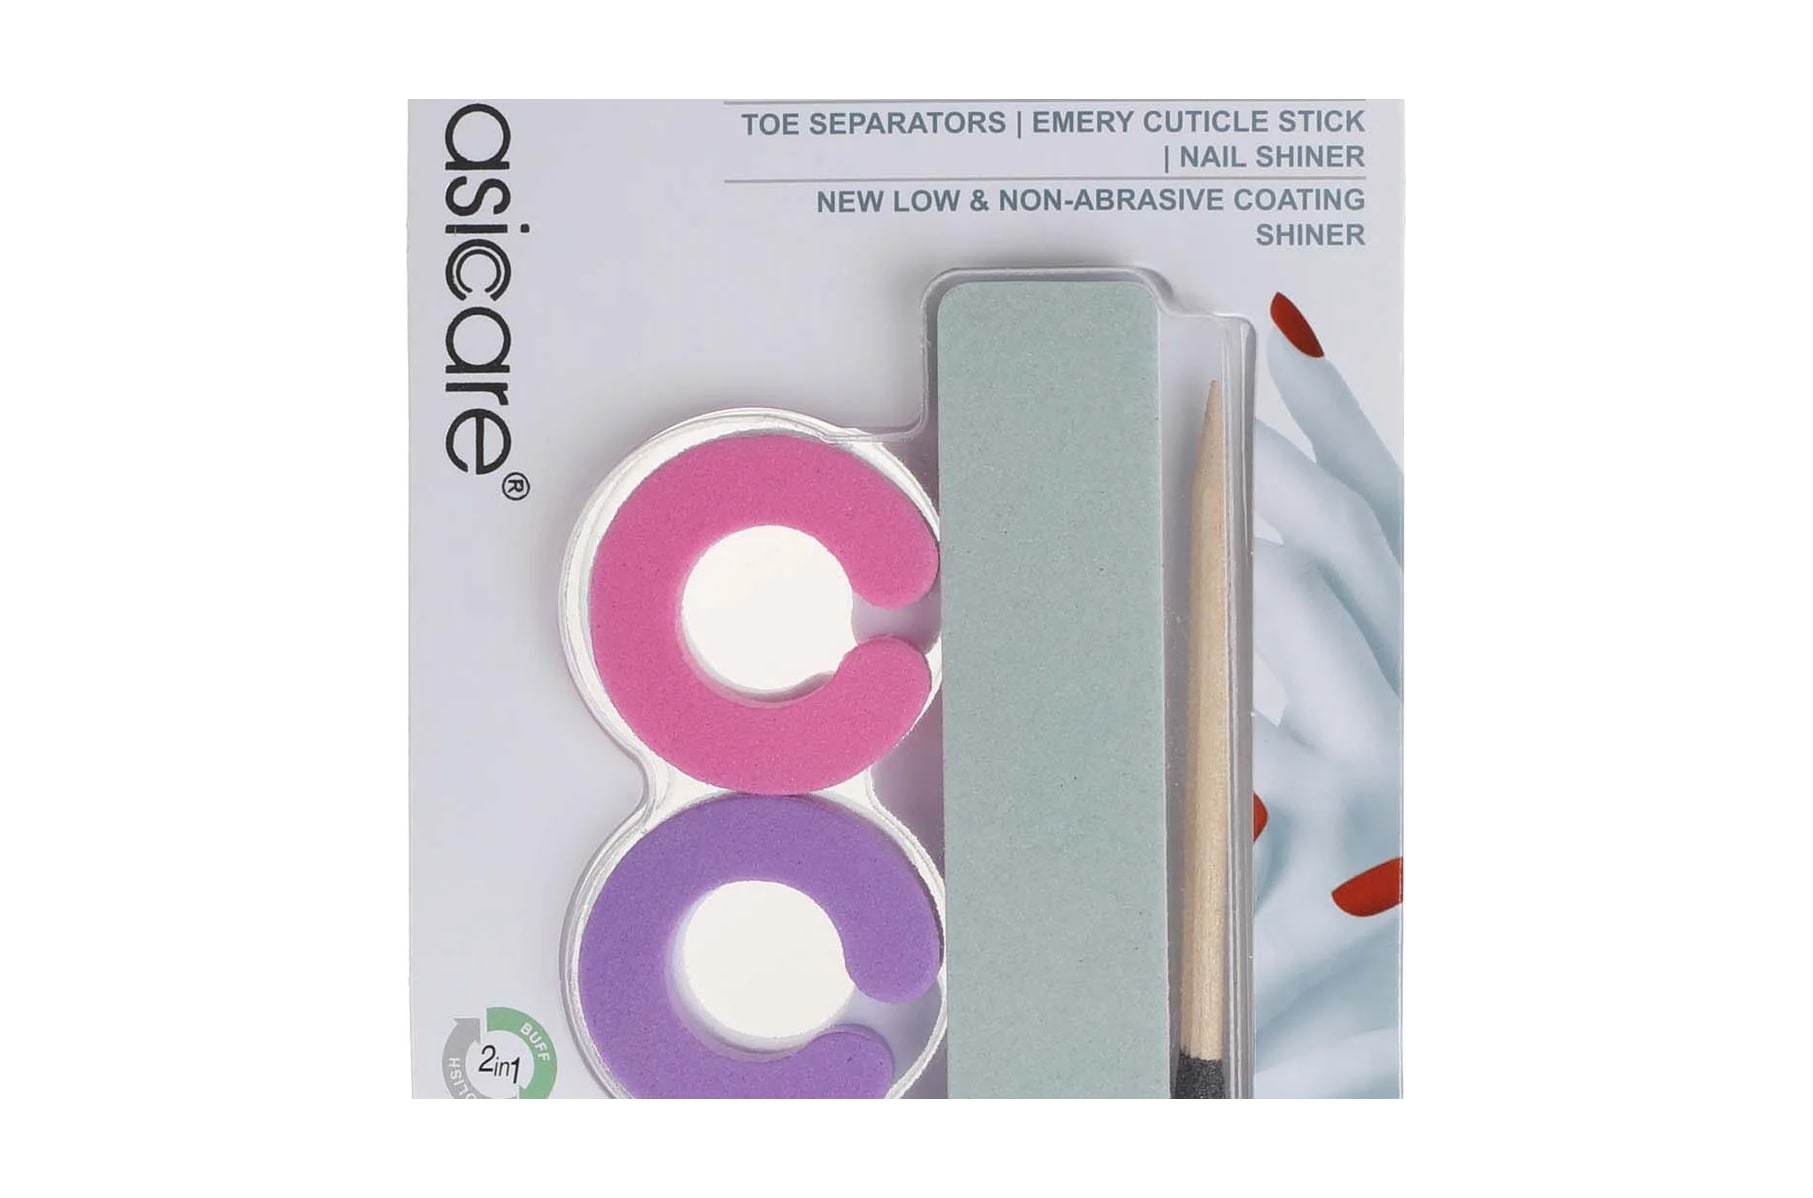 asicare®
TOE SEPARATORS | EMERY CUTICLE STICK
| NAIL SHINER
NEW LOW & NON-ABRASIVE COATING
SHINER
BUFF
2in1